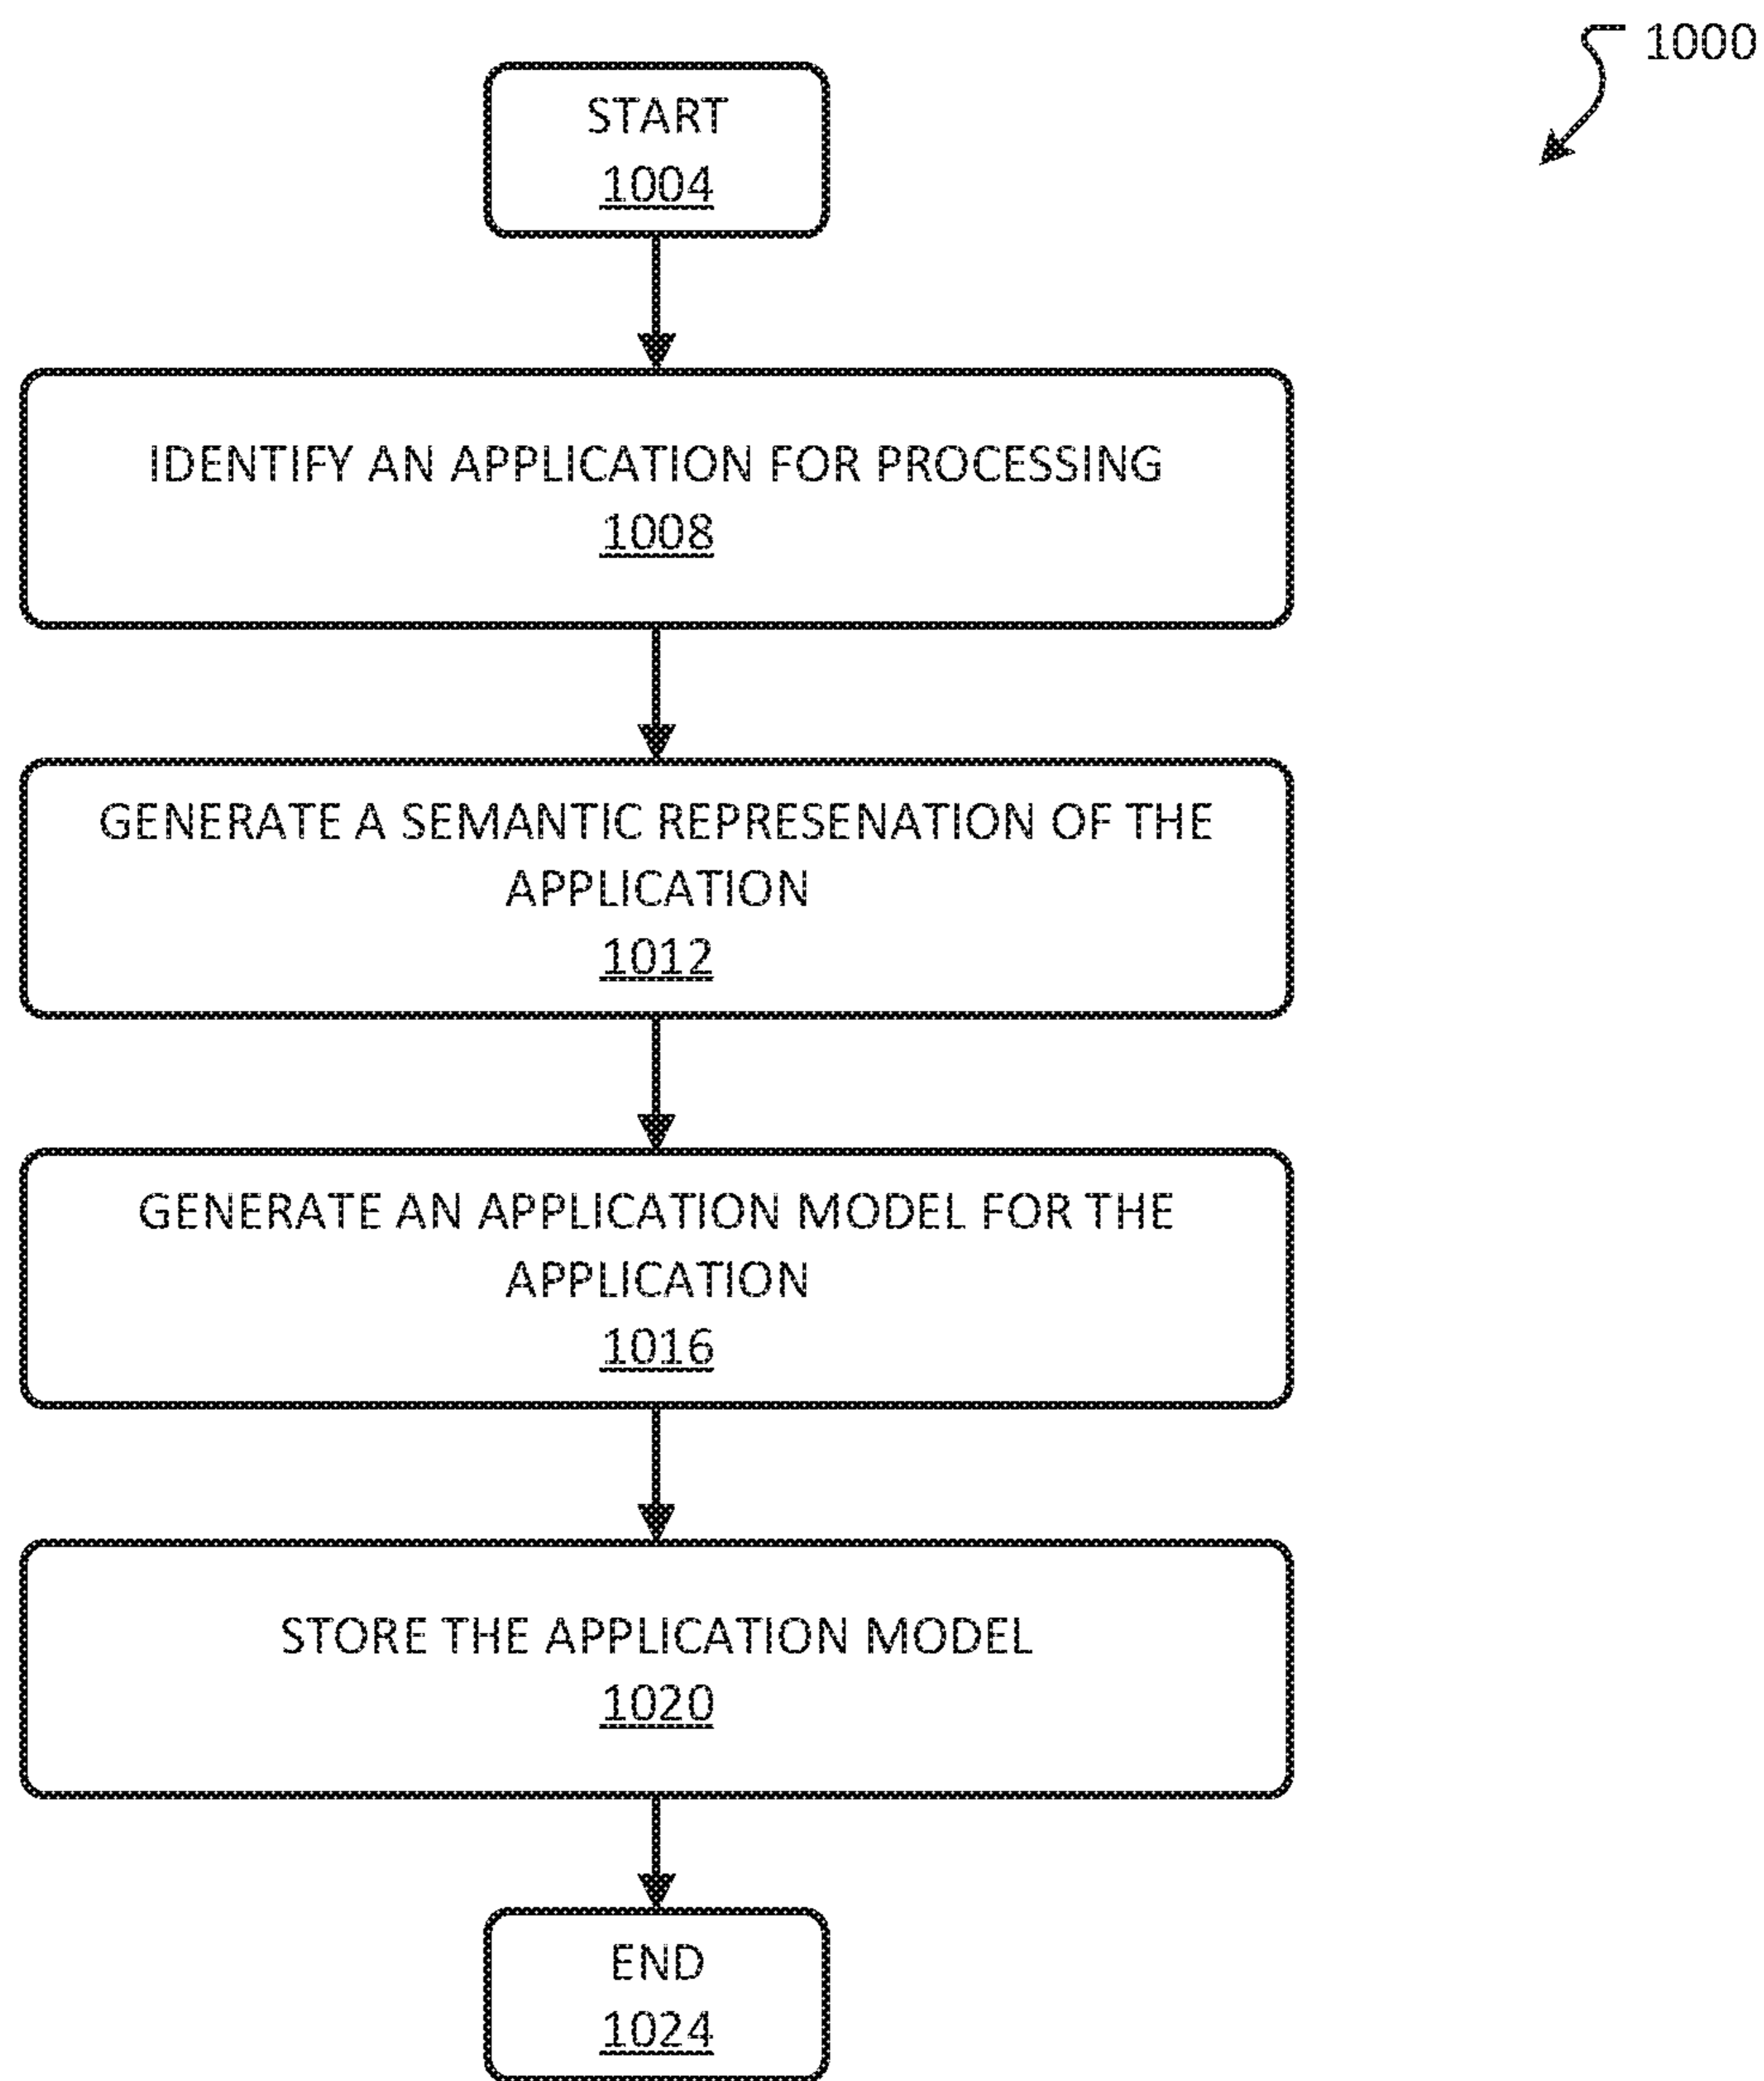 1000
START
1004
IDENTIFY AN APPLICATION FOR PROCESSING
1008
GENERATE A SEMANTIC REPRESENATION OF THE
APPLICATION
1012
GENERATE AN APPLICATION MODEL FOR THE
APPLICATION
1016
STORE THE APPLICATION MODEL
1020
END
1024